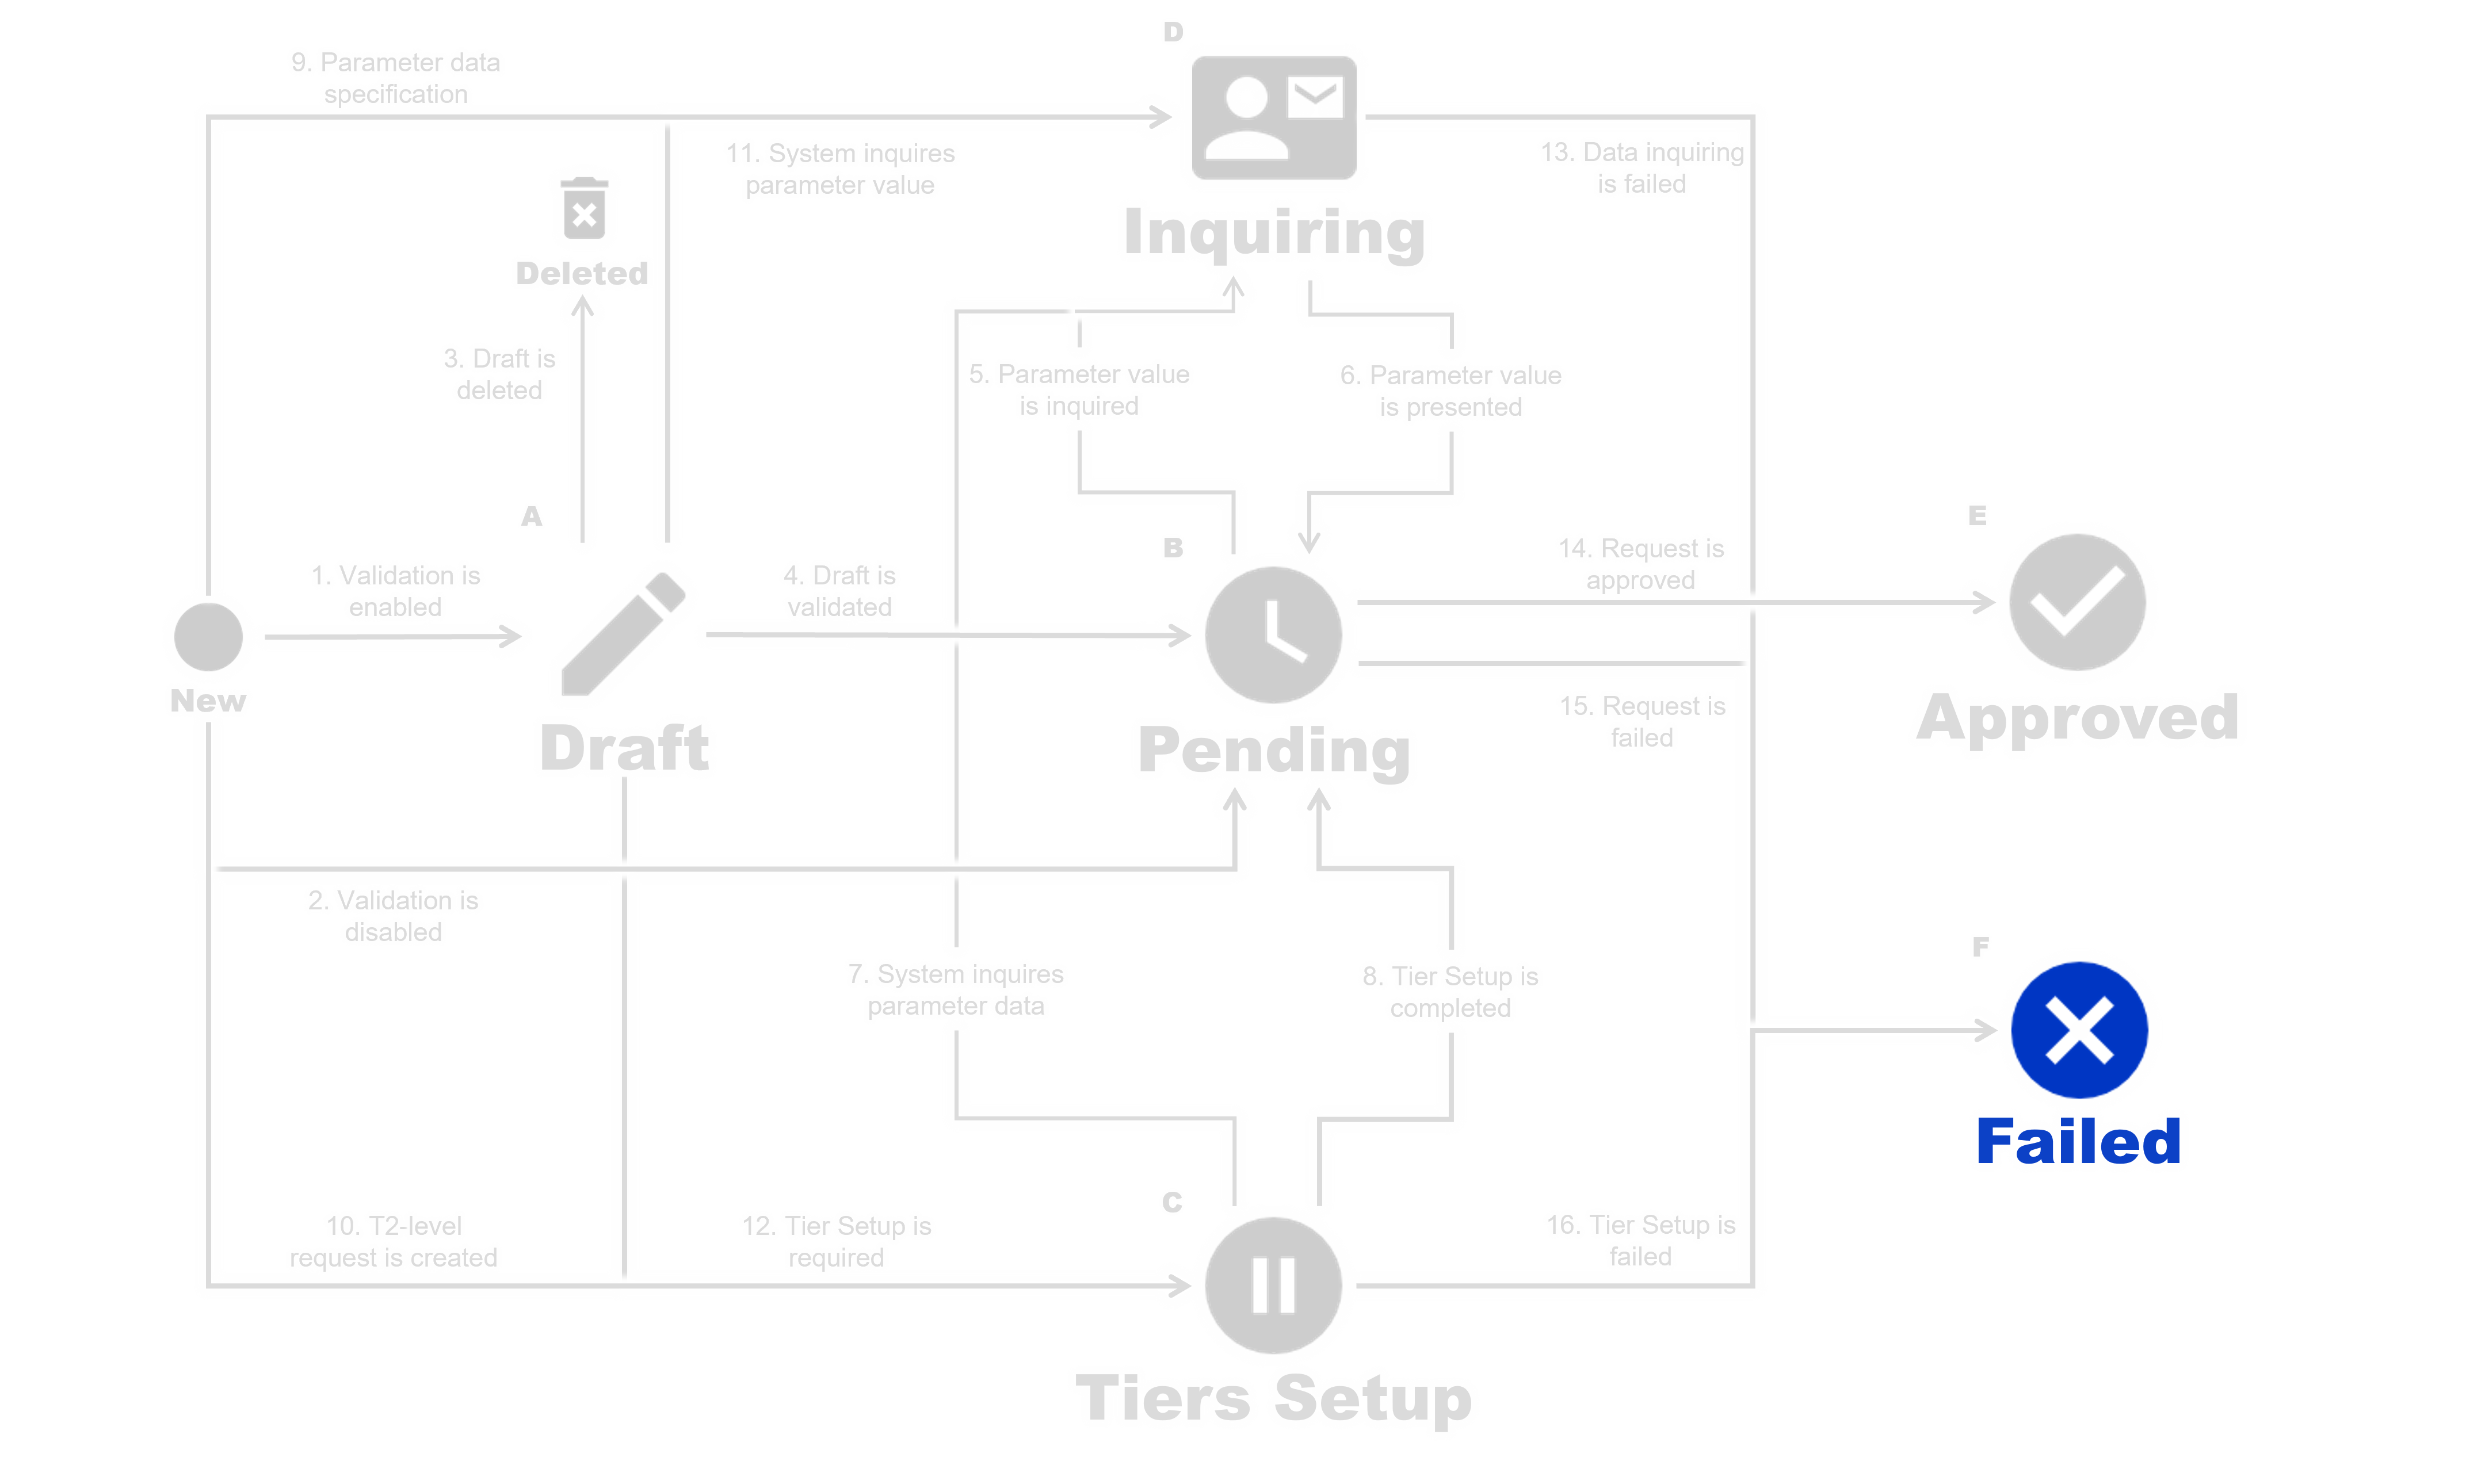 D
9. Parameter data
specification
11. System inquires
parameter value
13. Data inquiring
is failed
Inquiring
Deleted
3. Draft is
deleted
5. Parameter value
is inquired
6. Parameter value
is presented
A
B
E
1. Validation is
enabled
4. Draft is
validated
14. Request is
approved
New
Draft
Pending
15. Request is
failed
Approved
2. Validation is
disabled
F
7. System inquires
parameter data
8. Tier Setup is
completed
Failed
C
10. T2-level
request is created
12. Tier Setup is
required
16. Tier Setup is
failed
Tiers Setup